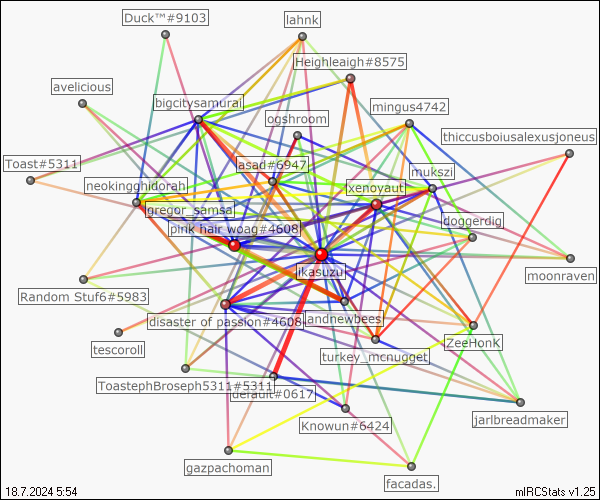 Duck™#9103
lahnk
Heighleaigh#8575
avelicious
bigcitysamurai
mingus4742
ogshroom
thiccusboiusalexusjoneus
Toast#5311
asad#6947
mukszi
neokingghidorah
xenoyaut
gregor_samsa
doggerdig
pink hair woag#4608
ikasuzu
moonraven
Random Stuf6#5983
landnewbees
disaster of passion#4608
tescoroll
turkey_mcnugget
ZeeHonK
ToastephBroseph5311#5311
default#0617
Knowun#6424
jarlbreadmaker
gazpachoman
facadas.
18.7.2024 5:54
mIRCStats v1.25